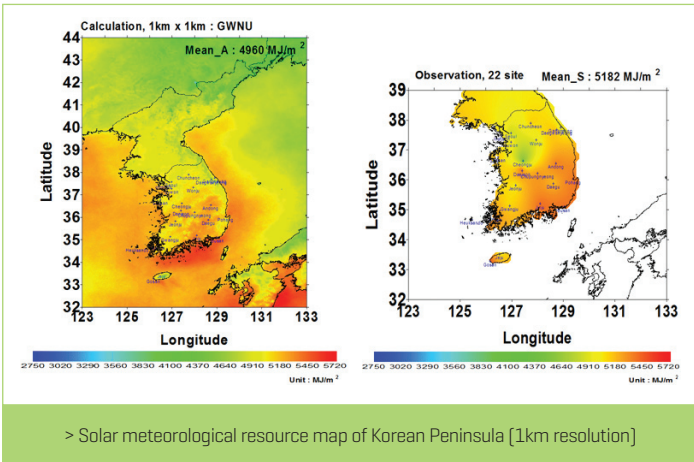 Calculation, 1km x 1km : GWNU
Mean_A : 4960 MJ/m 2
44
43
42
41
40
39
38
37
36
35
34
33
32
Latitude
123 125 127 129 131 133
Longitude
2750 3020 3290 3560 3830 4100 4370 4640 4910 5180 5450 5720
Unit : MJ/m 2
Observation, 22 site Mean_S : 5182 MJ/m 2
39
38
37
36
35
34
33
32
Latitude
123 125 127 129 131 133
Longitude
2750 3020 3290 3560 3830 4100 4370 4640 4910 5180 5450 5720
Unit : MJ/m 2
> Solar meteorological resource map of Korean Peninsula (1km resolution)